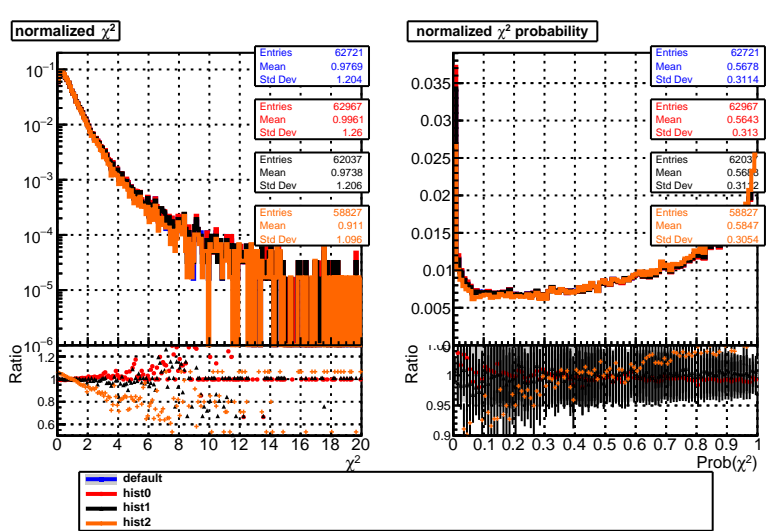 normalized χ²
Entries 62721
Mean 0.9769
Std Dev 1.204
Entries 62967
Mean 0.9961
Std Dev 1.26
Entries 62037
Mean 0.9738
Std Dev 1.206
Entries 58827
Mean 0.911
Std Dev 1.096
10⁻¹
10⁻²
10⁻³
10⁻⁴
10⁻⁵
10⁻⁶
Ratio
1.2
1
0.8
0.6
0 2 4 6 8 10 12 14 16 18 20
χ²
normalized χ² probability
Entries 62721
Mean 0.5678
Std Dev 0.3114
Entries 62967
Mean 0.5643
Std Dev 0.313
Entries
Mean
Std Dev
Entries 58827
Mean 0.5847
Std Dev 0.3054
0.035
0.03
0.025
0.02
0.015
0.01
0.005
Ratio
0.95
0.9
0 0.1 0.2 0.3 0.4 0.5 0.6 0.7 0.8 0.9 1
Prob(χ²)
default
hist0
hist1
hist2